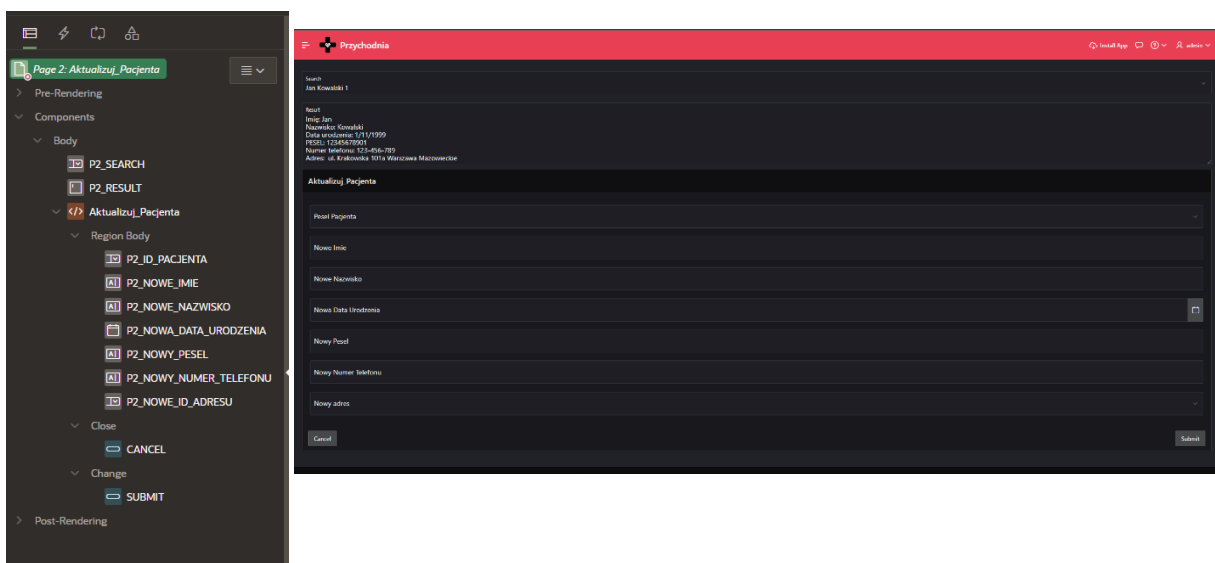 Page 2: Aktualizuj_Pacjenta
Pre-Rendering
Components
Body
P2_SEARCH
P2_RESULT
Aktualizuj_Pacjenta
Region Body
P2_ID_PACJENTA
P2_NOWE_IMIE
P2_NOWE_NAZWISKO
P2_NOWA_DATA_URODZENIA
P2_NOWY_PESEL
P2_NOWY_NUMER_TELEFONU
P2_NOWE_ID_ADRESU
Close
CANCEL
Change
SUBMIT
Post-Rendering
Przychodnia
Install App
admin
Search
Jan Kowalski 1
Result
Imię: Jan
Nazwisko: Kowalski
Data urodzenia: 1/11/1999
PESEL: 12345678901
Numer telefonu: 123-456-789
Adres: ul. Krakowska 101a Warszawa Mazowieckie
Aktualizuj_Pacjenta
Pesel Pacjenta
Nowe Imie
Nowe Nazwisko
Nowa Data Urodzenia
Nowy Pesel
Nowy Numer Telefonu
Nowy adres
Cancel
Submit